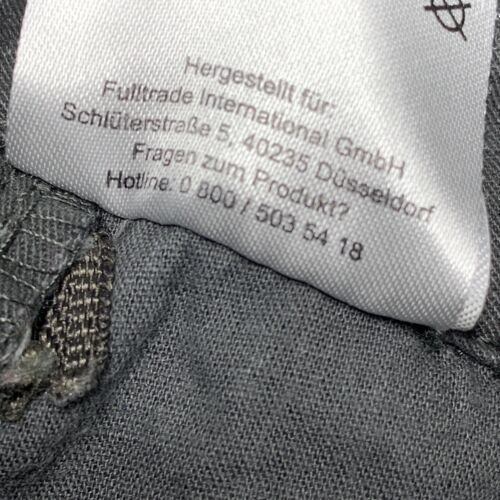 Hergestellt für:
Fulltrade International GmbH
Schlüterstraße 5, 40235 Düsseldorf
Fragen zum Produkt?
Hotline: 0 800 / 503 54 18